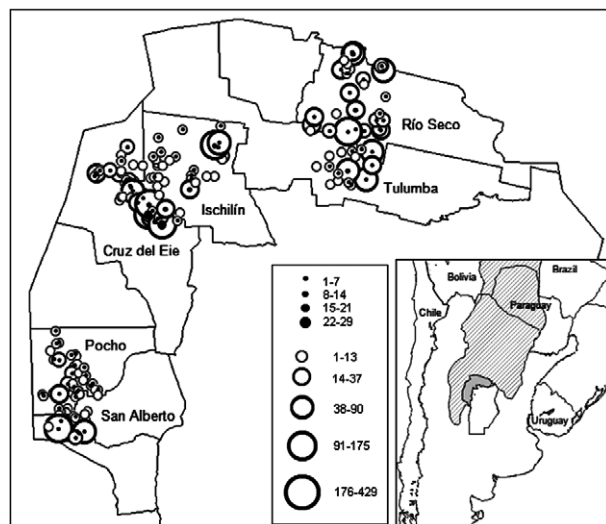 Río Seco
Tulumba
Ischilín
Cruz del Eie
Pocho
San Alberto
1-7
8-14
15-21
22-29
1-13
14-37
38-90
91-175
176-429
Bolivia
Brazil
Paraguay
Chile
Uruguay